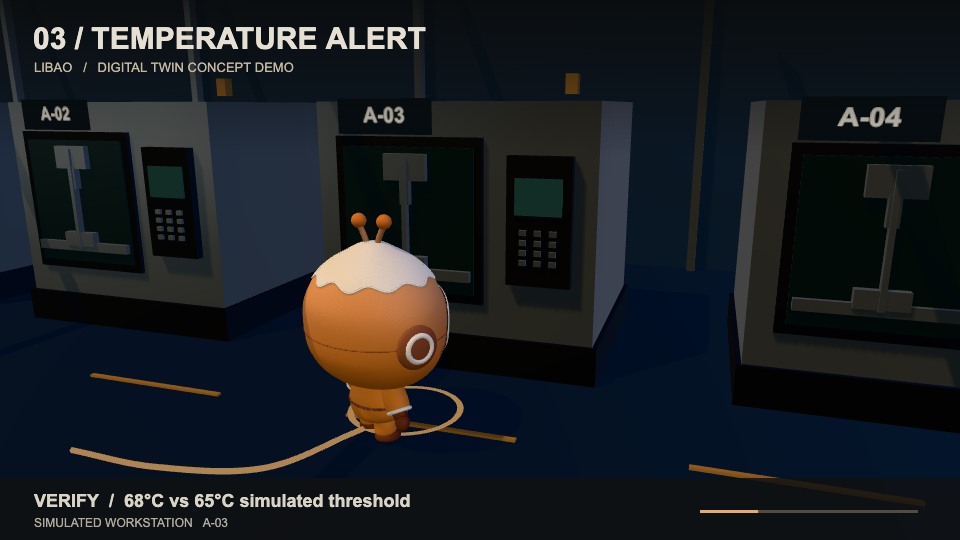 03 / TEMPERATURE ALERT
LIBAO / DIGITAL TWIN CONCEPT DEMO
A-02
A-03
A-04
VERIFY / 68°C vs 65°C simulated threshold
SIMULATED WORKSTATION A-03